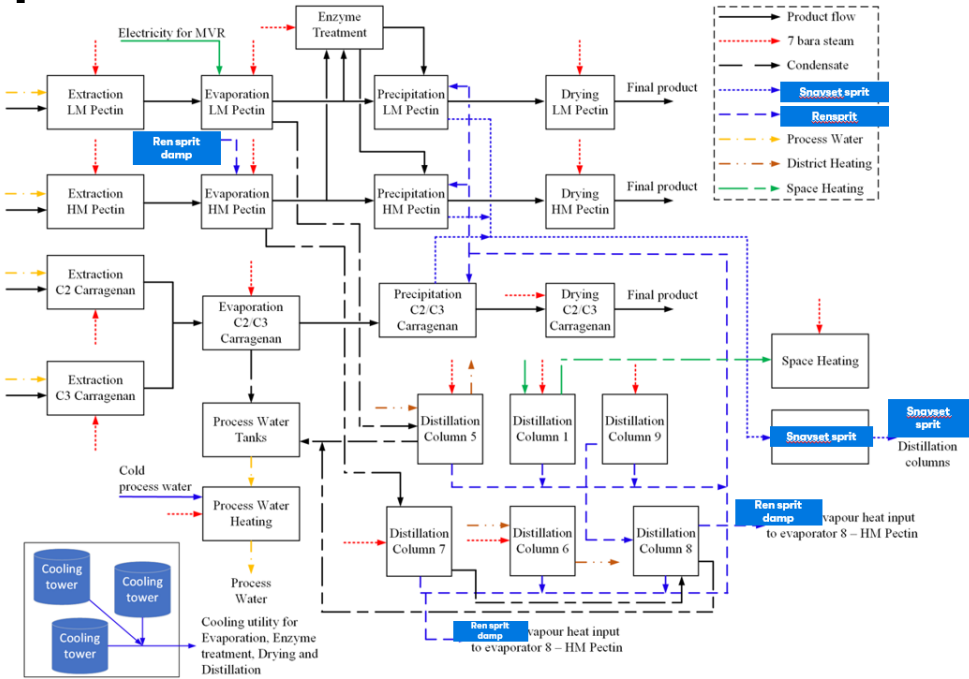 Enzyme
Treatment
Electricity for MVR
Extraction
LM Pectin
Evaporation
LM Pectin
Precipitation
LM Pectin
Drying
LM Pectin
Final product
Ren sprit
damp
Extraction
HM Pectin
Evaporation
HM Pectin
Precipitation
HM Pectin
Drying
HM Pectin
Final product
Product flow
7 bara steam
Condensate
Snavset sprit
Rensprit
Process Water
District Heating
Space Heating
Extraction
C2 Carragenan
Evaporation
C2/C3
Carragenan
Precipitation
C2/C3
Carragenan
Drying
C2/C3
Carragenan
Final product
Extraction
C3 Carragenan
Space Heating
Process Water
Tanks
Distillation
Column 5
Distillation
Column 1
Distillation
Column 9
Snavset sprit
Snavset
sprit
Distillation
columns
Cold
process water
Process Water
Heating
Distillation
Column 7
Distillation
Column 6
Distillation
Column 8
Ren sprit
damp
vapour heat input
to evaporator 8 – HM Pectin
Process
Water
Cooling
tower
Cooling
tower
Cooling
tower
Cooling utility for
Evaporation, Enzyme
treatment, Drying and
Distillation
Ren sprit
damp
vapour heat input
to evaporator 8 – HM Pectin